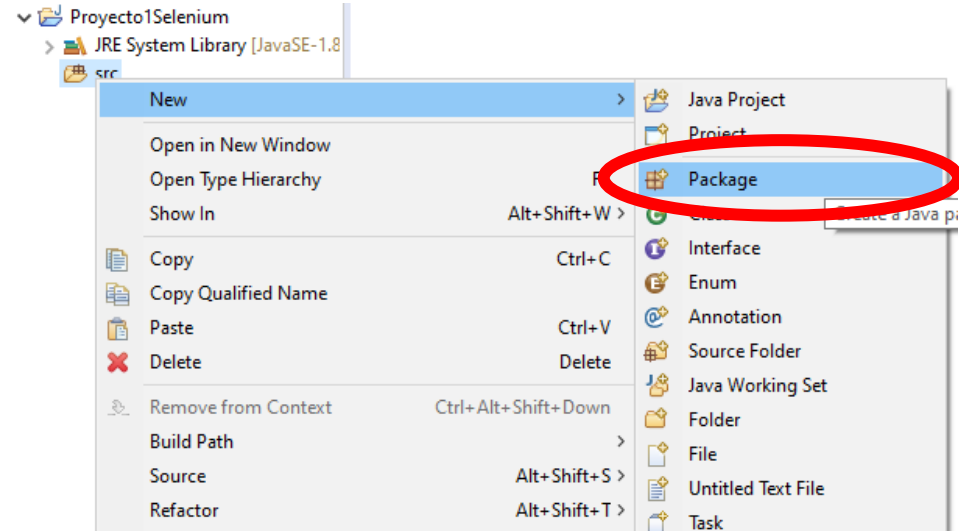 Proyecto1Selenium
JRE System Library [JavaSE-1.8
src
New
Open in New Window
Open Type Hierarchy
Show In Alt+Shift+W
Copy Ctrl+C
Copy Qualified Name
Paste Ctrl+V
Delete Delete
Remove from Context Ctrl+Alt+Shift+Down
Build Path
Source Alt+Shift+S
Refactor Alt+Shift+T
Java Project
Project
Package
Create a Java
Interface
Enum
Annotation
Source Folder
Java Working Set
Folder
File
Untitled Text File
Task